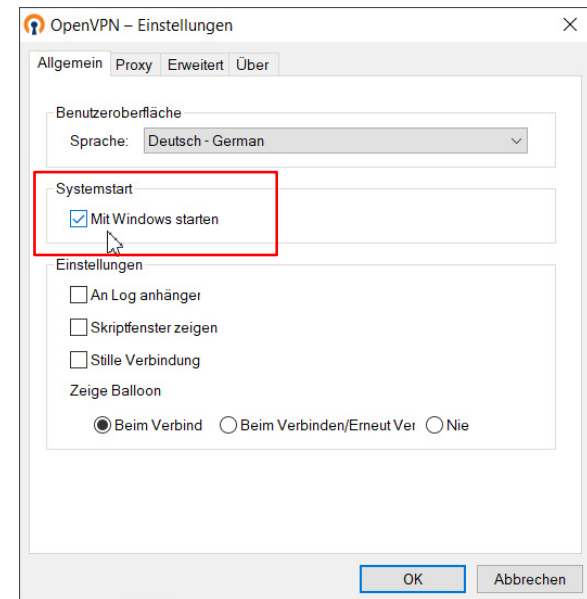 OpenVPN – Einstellungen
Allgemein Proxy Erweitert Über
Benutzeroberfläche
Sprache: Deutsch - German
Systemstart
Mit Windows starten
Einstellungen
An Log anhänger
Skriptfenster zeigen
Stille Verbindung
Zeige Balloon
Beim Verbind Beim Verbinden/Erneut Ver Nie
OK Abbrechen